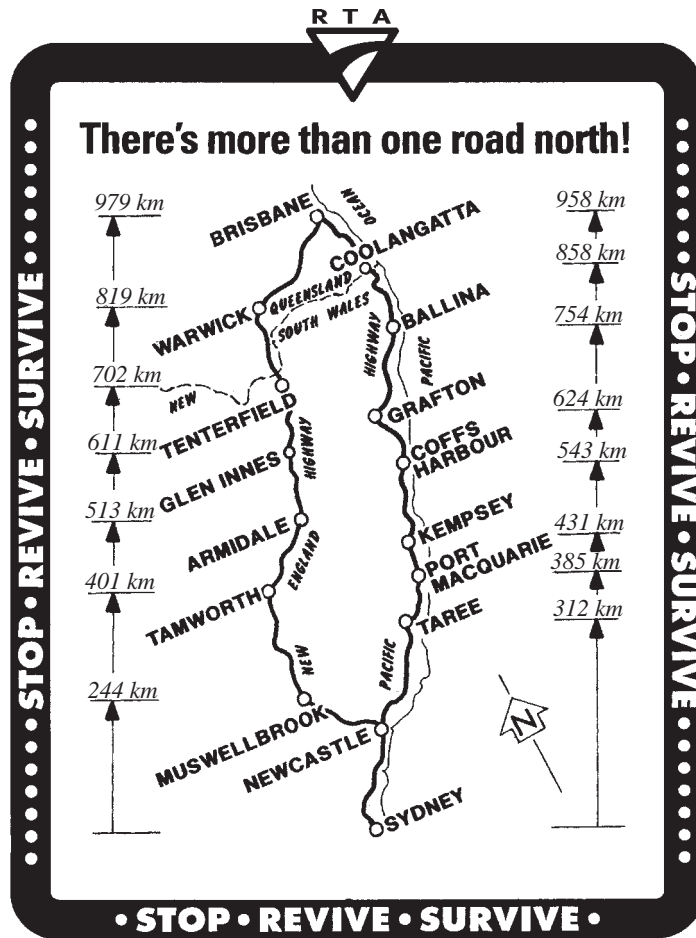 R T A
There's more than one road north!
979 km
958 km
BRISBANE
OCEAN
COOLANGATTA
858 km
819 km
QUEENSLAND
WARWICK
SOUTH WALES
BALLINA
754 km
HIGHWAY
PACIFIC
702 km
NEW
TENTERFIELD
GRAFTON
624 km
611 km
HIGHWAY
COFFS
HARBOUR
543 km
GLEN INNES
513 km
ARMIDALE
KEMPSEY
431 km
ENGLAND
PORT
MACQUARIE
385 km
401 km
TAMWORTH
TAREE
312 km
NEW
PACIFIC
244 km
MUSWELLBROOK
N
NEWCASTLE
SYDNEY
STOP • REVIVE • SURVIVE
STOP • REVIVE • SURVIVE
• STOP • REVIVE • SURVIVE •